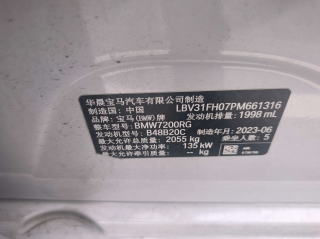 华晨宝马汽车有限公司制造
制造国：中国 LBV31FH07PM661316
品牌：宝马(BMW)牌 发动机排量：1998 mL
整车型号：BMW7200RG
发动机型号：B48B20C 制造年月：2023-06
最大允许总质量：2055 kg 乘坐人数：5
发动机最大净功率：135 kW
最大允许牵引质量：-- kg